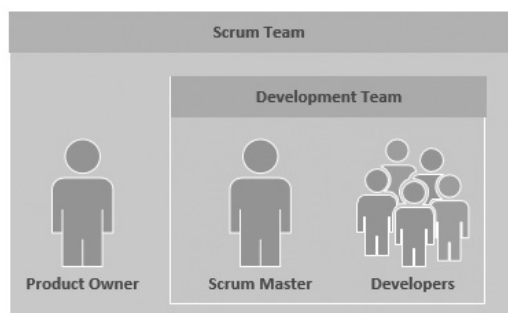 Scrum Team
Development Team
Product Owner
Scrum Master
Developers